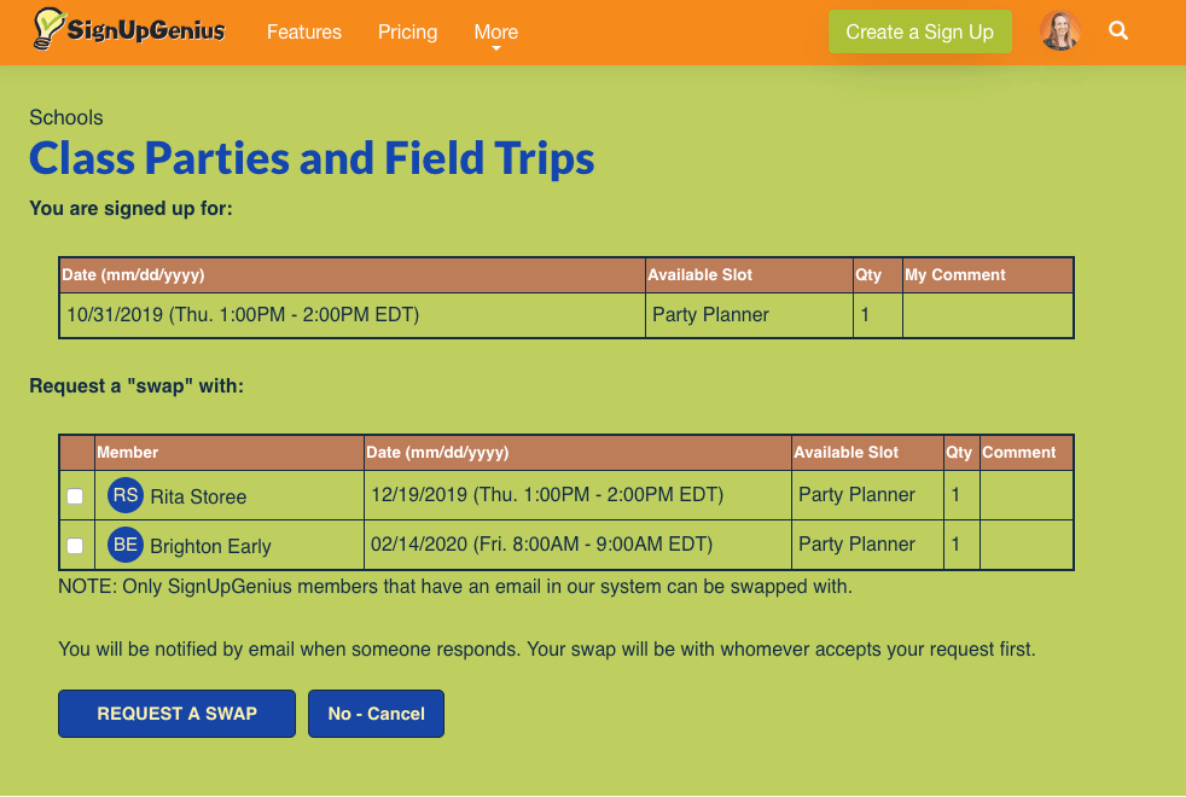 SignUpGenius Features Pricing More Create a Sign Up
Schools
Class Parties and Field Trips
You are signed up for:
Date (mm/dd/yyyy) Available Slot Qty My Comment
10/31/2019 (Thu. 1:00PM - 2:00PM EDT) Party Planner 1
Request a "swap" with:
Member Date (mm/dd/yyyy) Available Slot Qty Comment
RS Rita Storee 12/19/2019 (Thu. 1:00PM - 2:00PM EDT) Party Planner 1
BE Brighton Early 02/14/2020 (Fri. 8:00AM - 9:00AM EDT) Party Planner 1
NOTE: Only SignUpGenius members that have an email in our system can be swapped with.
You will be notified by email when someone responds. Your swap will be with whomever accepts your request first.
REQUEST A SWAP No - Cancel